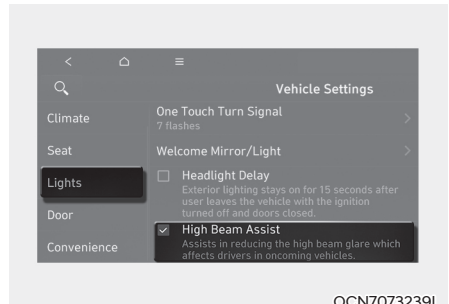 Vehicle Settings
Climate
Seat
Lights
Door
Convenience
One Touch Turn Signal
7 flashes
Welcome Mirror/Light
Headlight Delay
Exterior lighting stays on for 15 seconds after
user leaves the vehicle with the ignition
turned off and doors closed.
High Beam Assist
Assists in reducing the high beam glare which
affects drivers in oncoming vehicles.